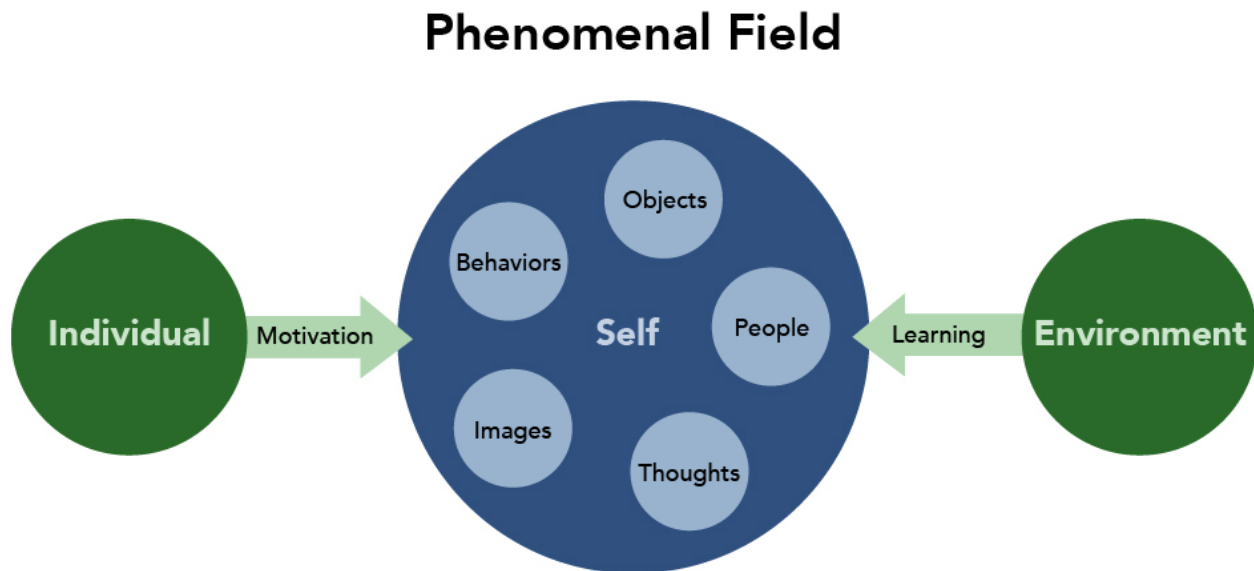 Phenomenal Field
Objects
Behaviors
Individual
Motivation
Self
People
Learning
Environment
Images
Thoughts